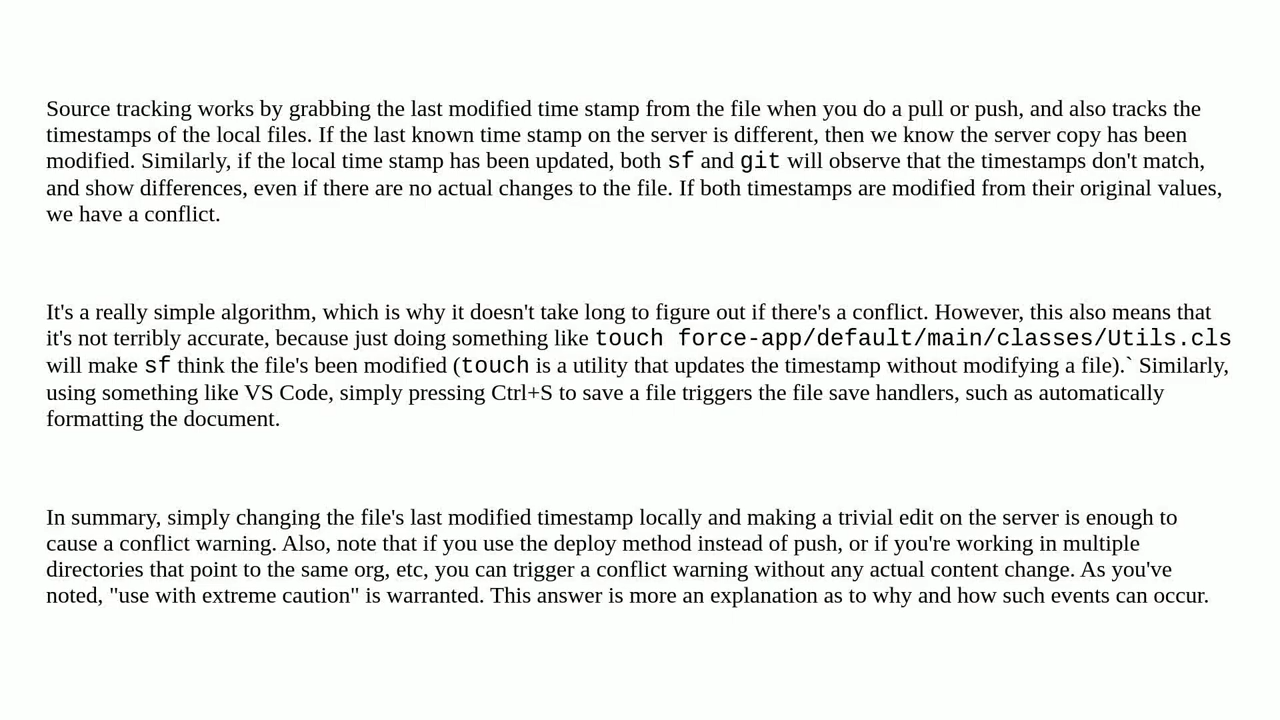 Source tracking works by grabbing the last modified time stamp from the file when you do a pull or push, and also tracks the
timestamps of the local files. If the last known time stamp on the server is different, then we know the server copy has been
modified. Similarly, if the local time stamp has been updated, both sf and git will observe that the timestamps don't match,
and show differences, even if there are no actual changes to the file. If both timestamps are modified from their original values,
we have a conflict.
It's a really simple algorithm, which is why it doesn't take long to figure out if there's a conflict. However, this also means that
it's not terribly accurate, because just doing something like touch force-app/default/main/classes/Utils.cls
will make sf think the file's been modified (touch is a utility that updates the timestamp without modifying a file).` Similarly,
using something like VS Code, simply pressing Ctrl+S to save a file triggers the file save handlers, such as automatically
formatting the document.
In summary, simply changing the file's last modified timestamp locally and making a trivial edit on the server is enough to
cause a conflict warning. Also, note that if you use the deploy method instead of push, or if you're working in multiple
directories that point to the same org, etc, you can trigger a conflict warning without any actual content change. As you've
noted, "use with extreme caution" is warranted. This answer is more an explanation as to why and how such events can occur.